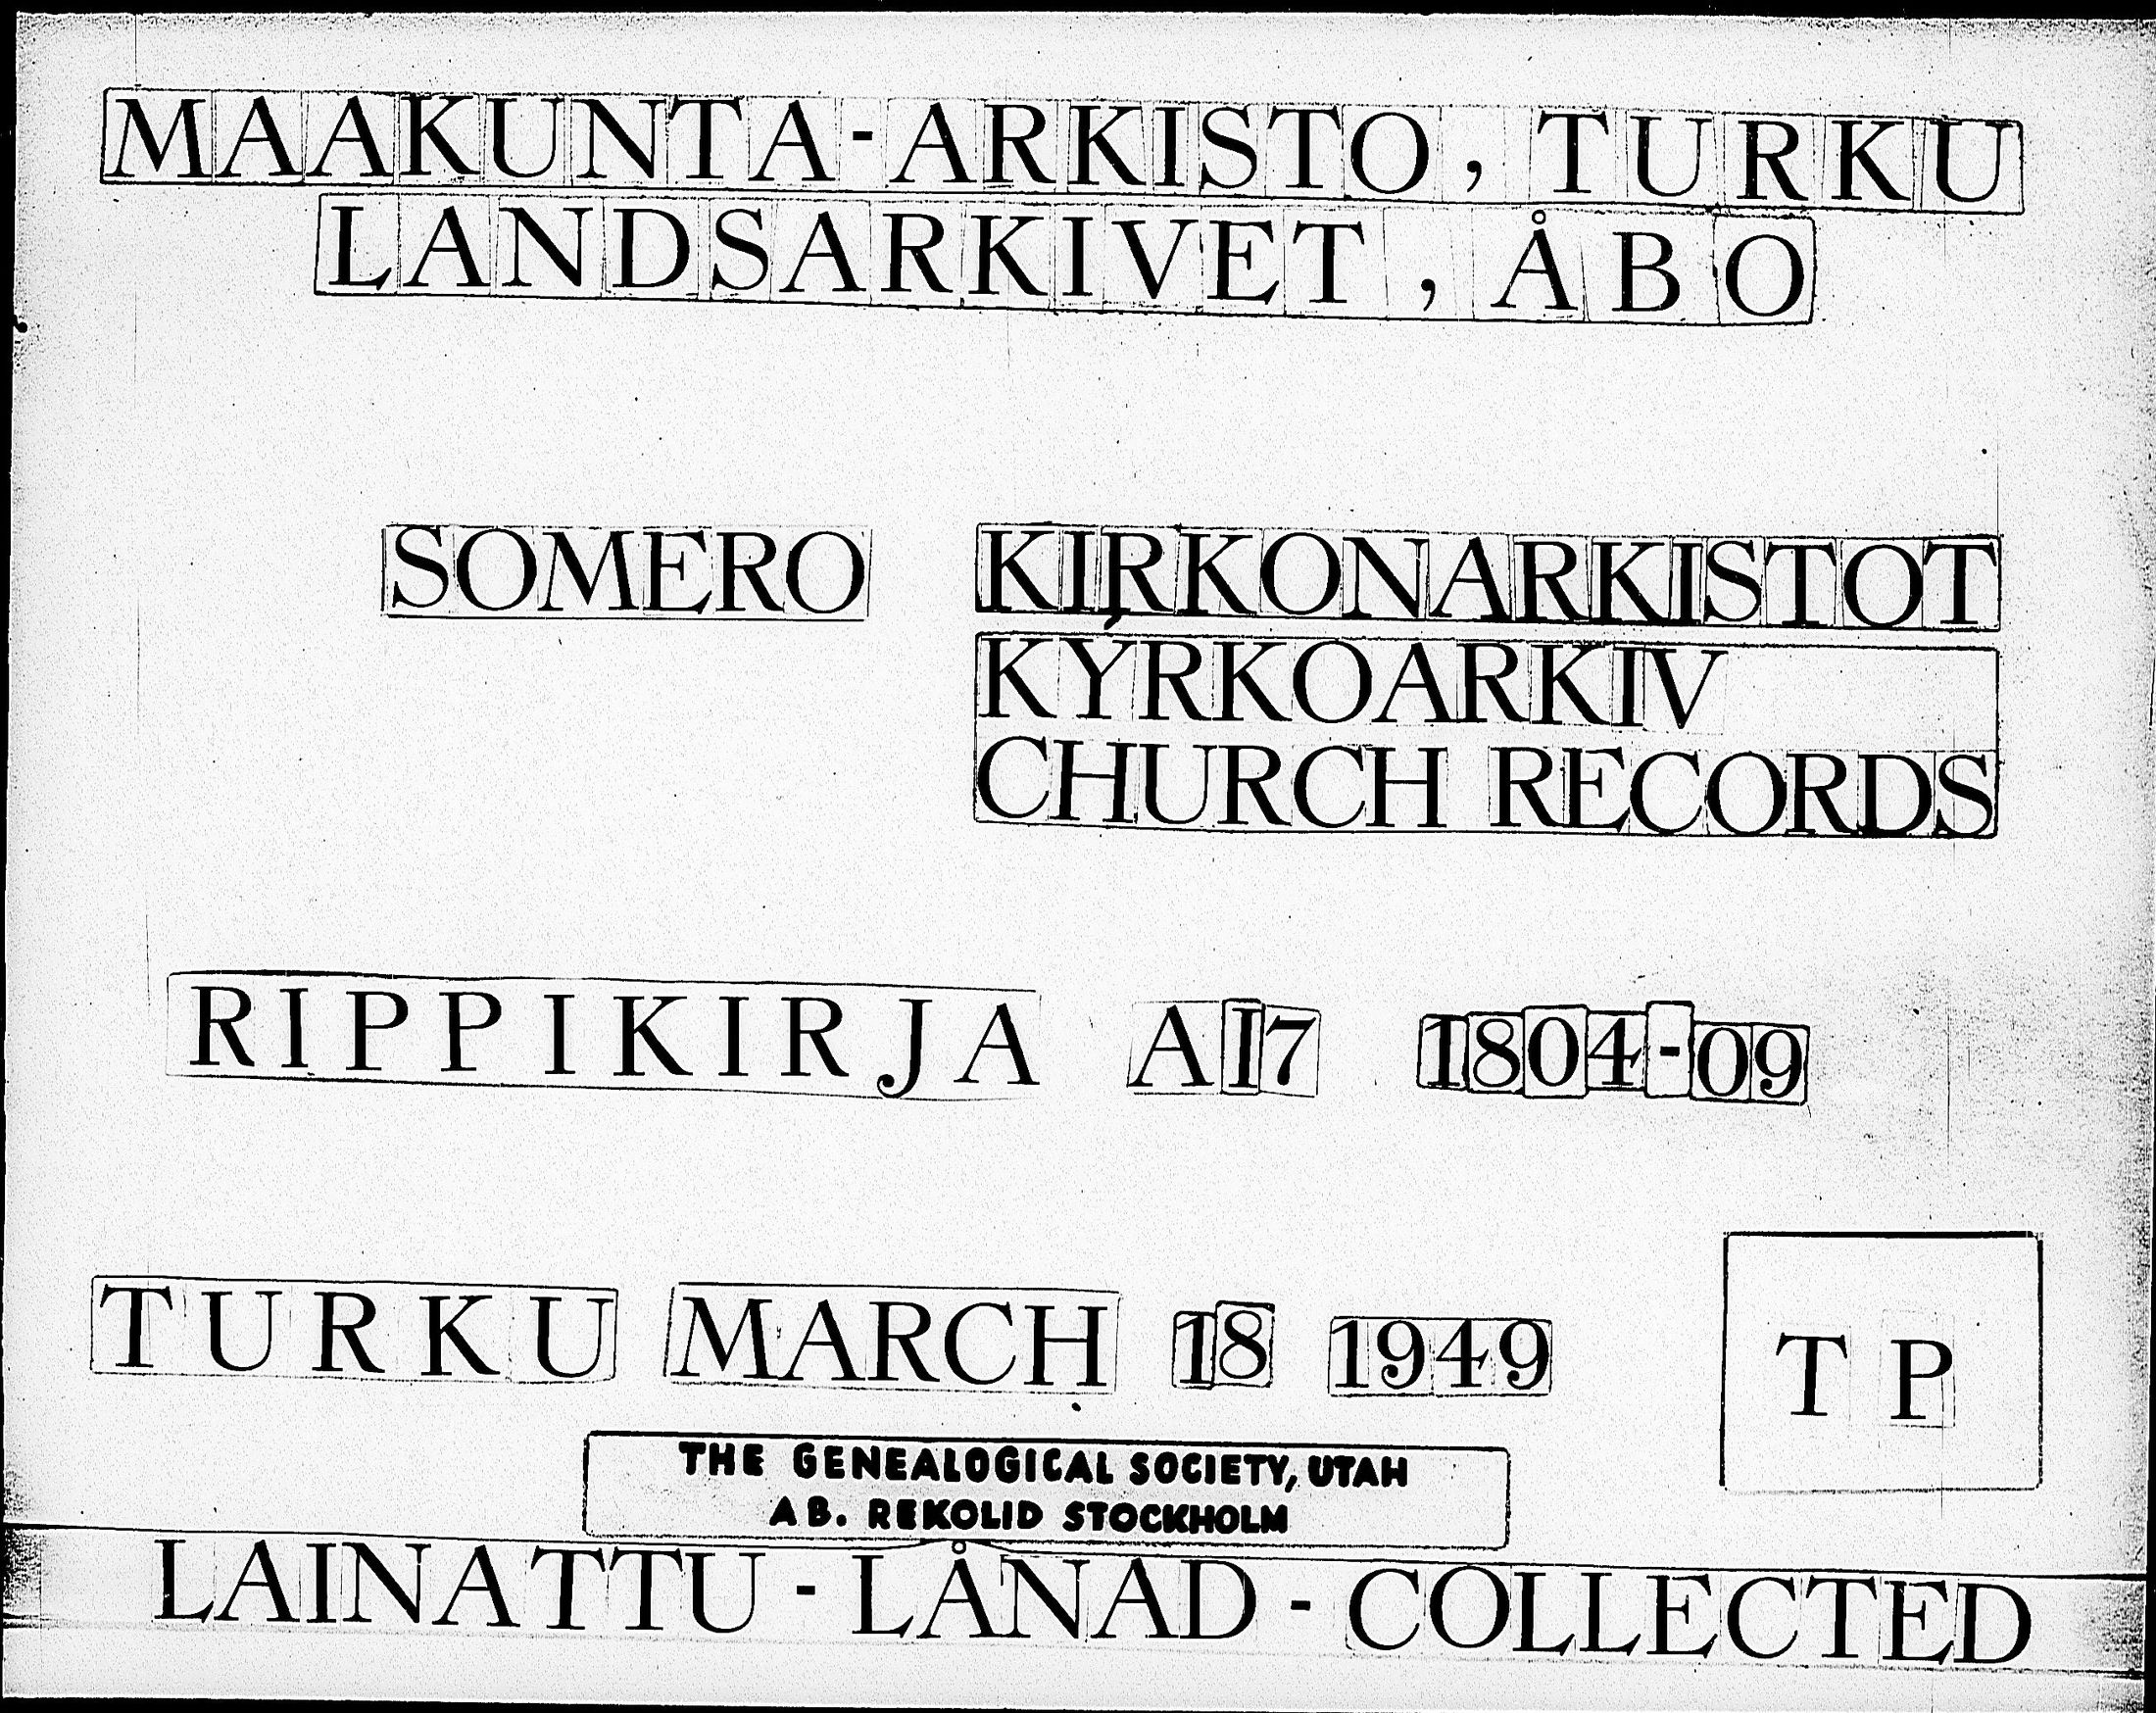 MAAKUNTA-ARKISTO, TURKU
LANDSARKIVET, ÅBO
SOMERO KIRKONARKISTOT
KYRKOARKIV
CHURCH RECORDS
RIPPIKIRJA AI7 1804-09
TURKU MARCH 18 1949
TP
THE GENEALOGICAL SOCIETY, UTAH
AB. REKOLID STOCKHOLM
LAINATTU - LÅNAD - COLLECTED